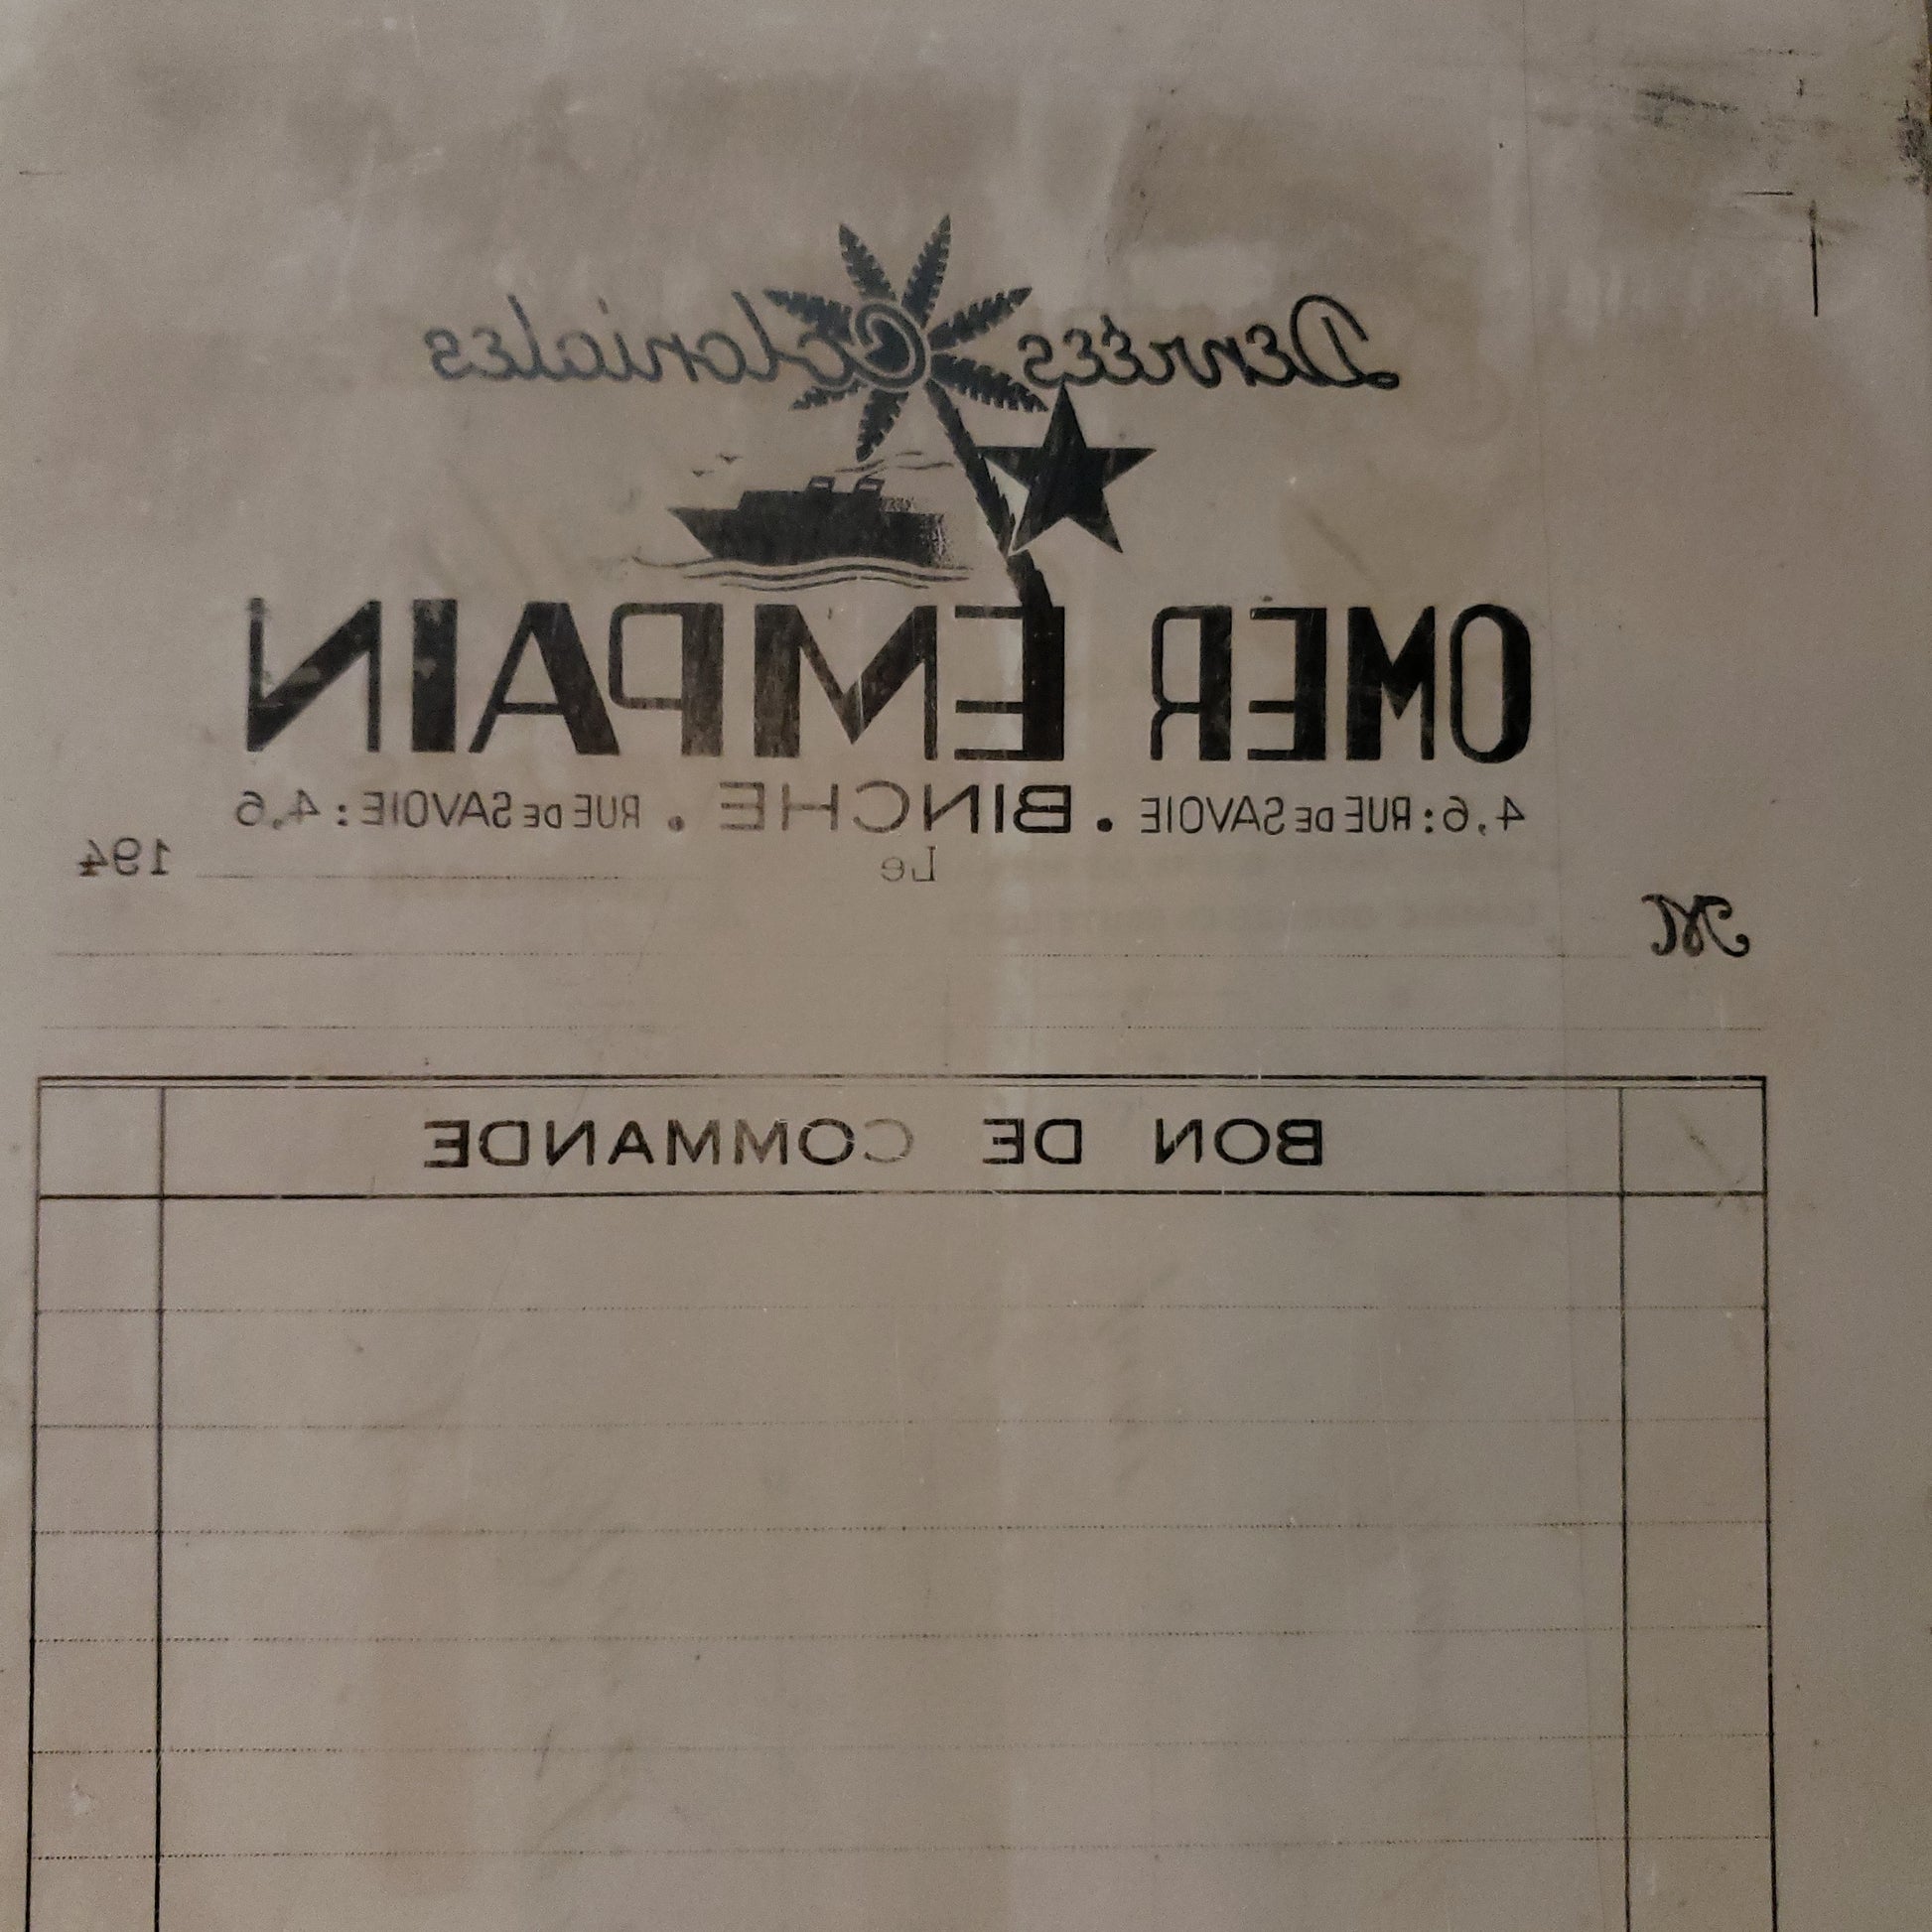 Denrées Coloniales
OMER EMPAIN
4,6: RUE DE SAVOIE . BINCHE . RUE DE SAVOIE: 4,6
Le 194
M
BON DE COMMANDE